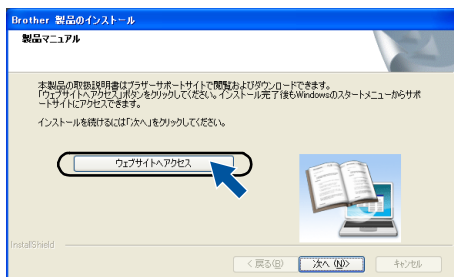 Brother 製品のインストール
製品マニュアル
本製品の取扱説明書はブラザーサポートサイトで閲覧およびダウンロードできます。
「ウェブサイトへアクセス」ボタンをクリックしてください。インストール完了後もWindowsのスタートメニューからサポ
ートサイトにアクセスできます。
インストールを続けるには「次へ」をクリックしてください。
ウェブサイトへアクセス
InstallShield
< 戻る(B)
次へ (N)>
キャンセル